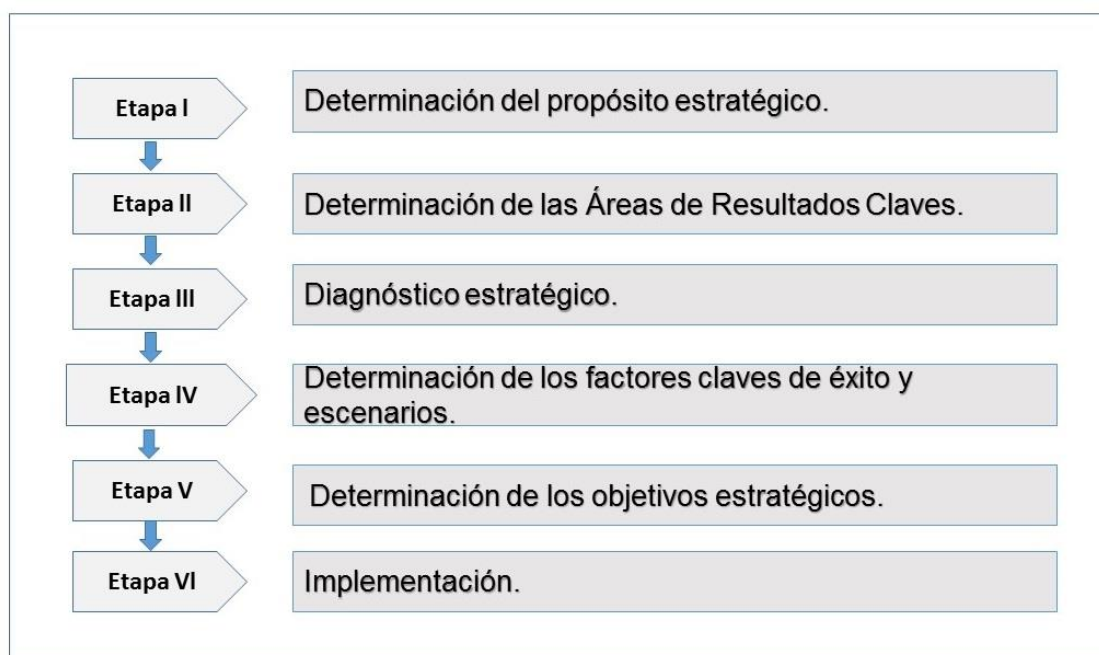 Etapa I
Determinación del propósito estratégico.
Etapa II
Determinación de las Áreas de Resultados Claves.
Etapa III
Diagnóstico estratégico.
Etapa IV
Determinación de los factores claves de éxito y
escenarios.
Etapa V
Determinación de los objetivos estratégicos.
Etapa VI
Implementación.